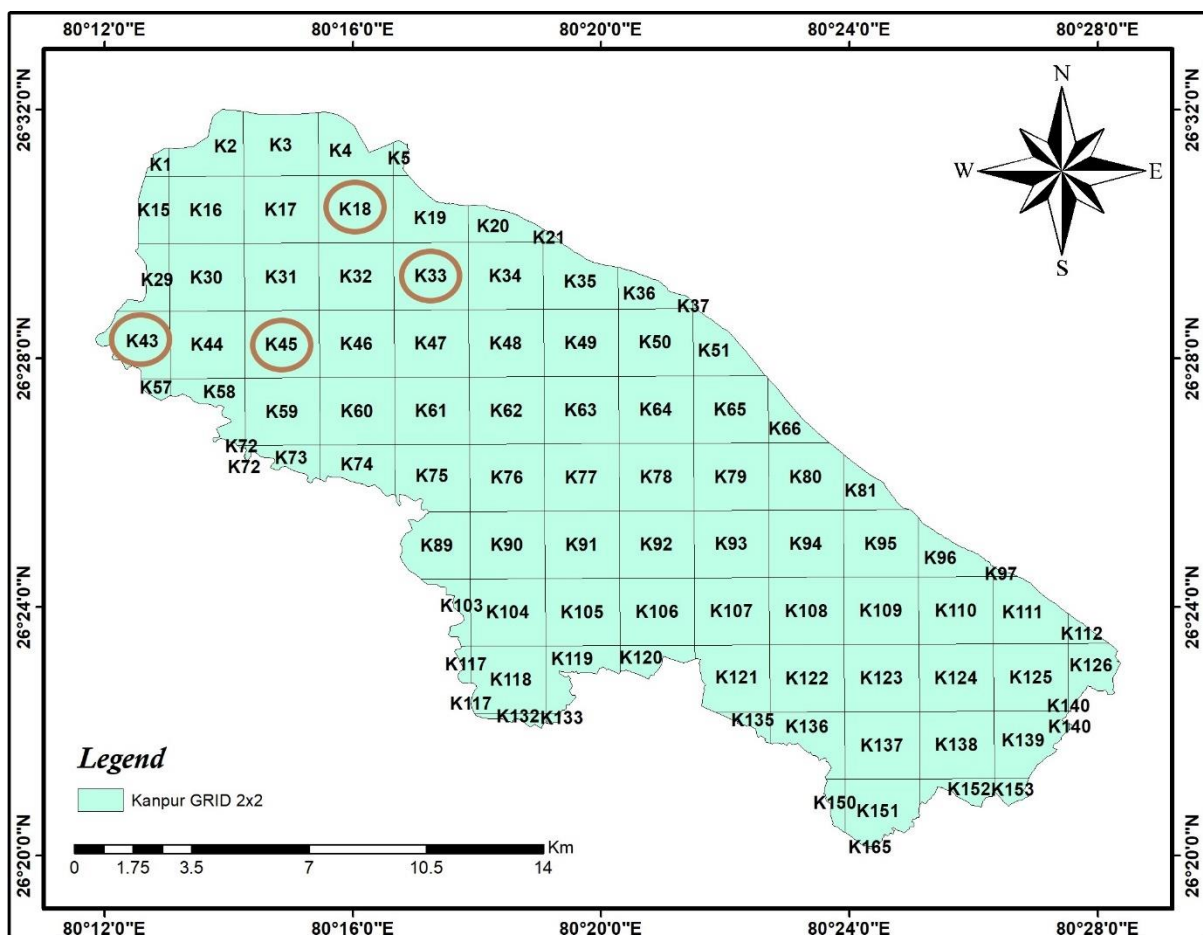 80°12'0"E 80°16'0"E 80°20'0"E 80°24'0"E 80°28'0"E
26°32'0"N 26°32'0"N
N
W E
S
K1 K2 K3 K4 K5
K15 K16 K17 K18 K19 K20 K21
K29 K30 K31 K32 K33 K34 K35 K36 K37
26°28'0"N 26°28'0"N
K43 K44 K45 K46 K47 K48 K49 K50 K51
K57 K58 K59 K60 K61 K62 K63 K64 K65 K66
K72 K73 K74 K75 K76 K77 K78 K79 K80 K81
K72
K89 K90 K91 K92 K93 K94 K95 K96 K97
26°24'0"N 26°24'0"N
K103 K104 K105 K106 K107 K108 K109 K110 K111 K112
K117 K118 K119 K120 K121 K122 K123 K124 K125 K126
K117 K132 K133 K135 K136 K137 K138 K139 K140
K140
K150 K151 K152 K153
K165
26°20'0"N 26°20'0"N
Legend
Kanpur GRID 2x2
Km
0 1.75 3.5 7 10.5 14
80°12'0"E 80°16'0"E 80°20'0"E 80°24'0"E 80°28'0"E